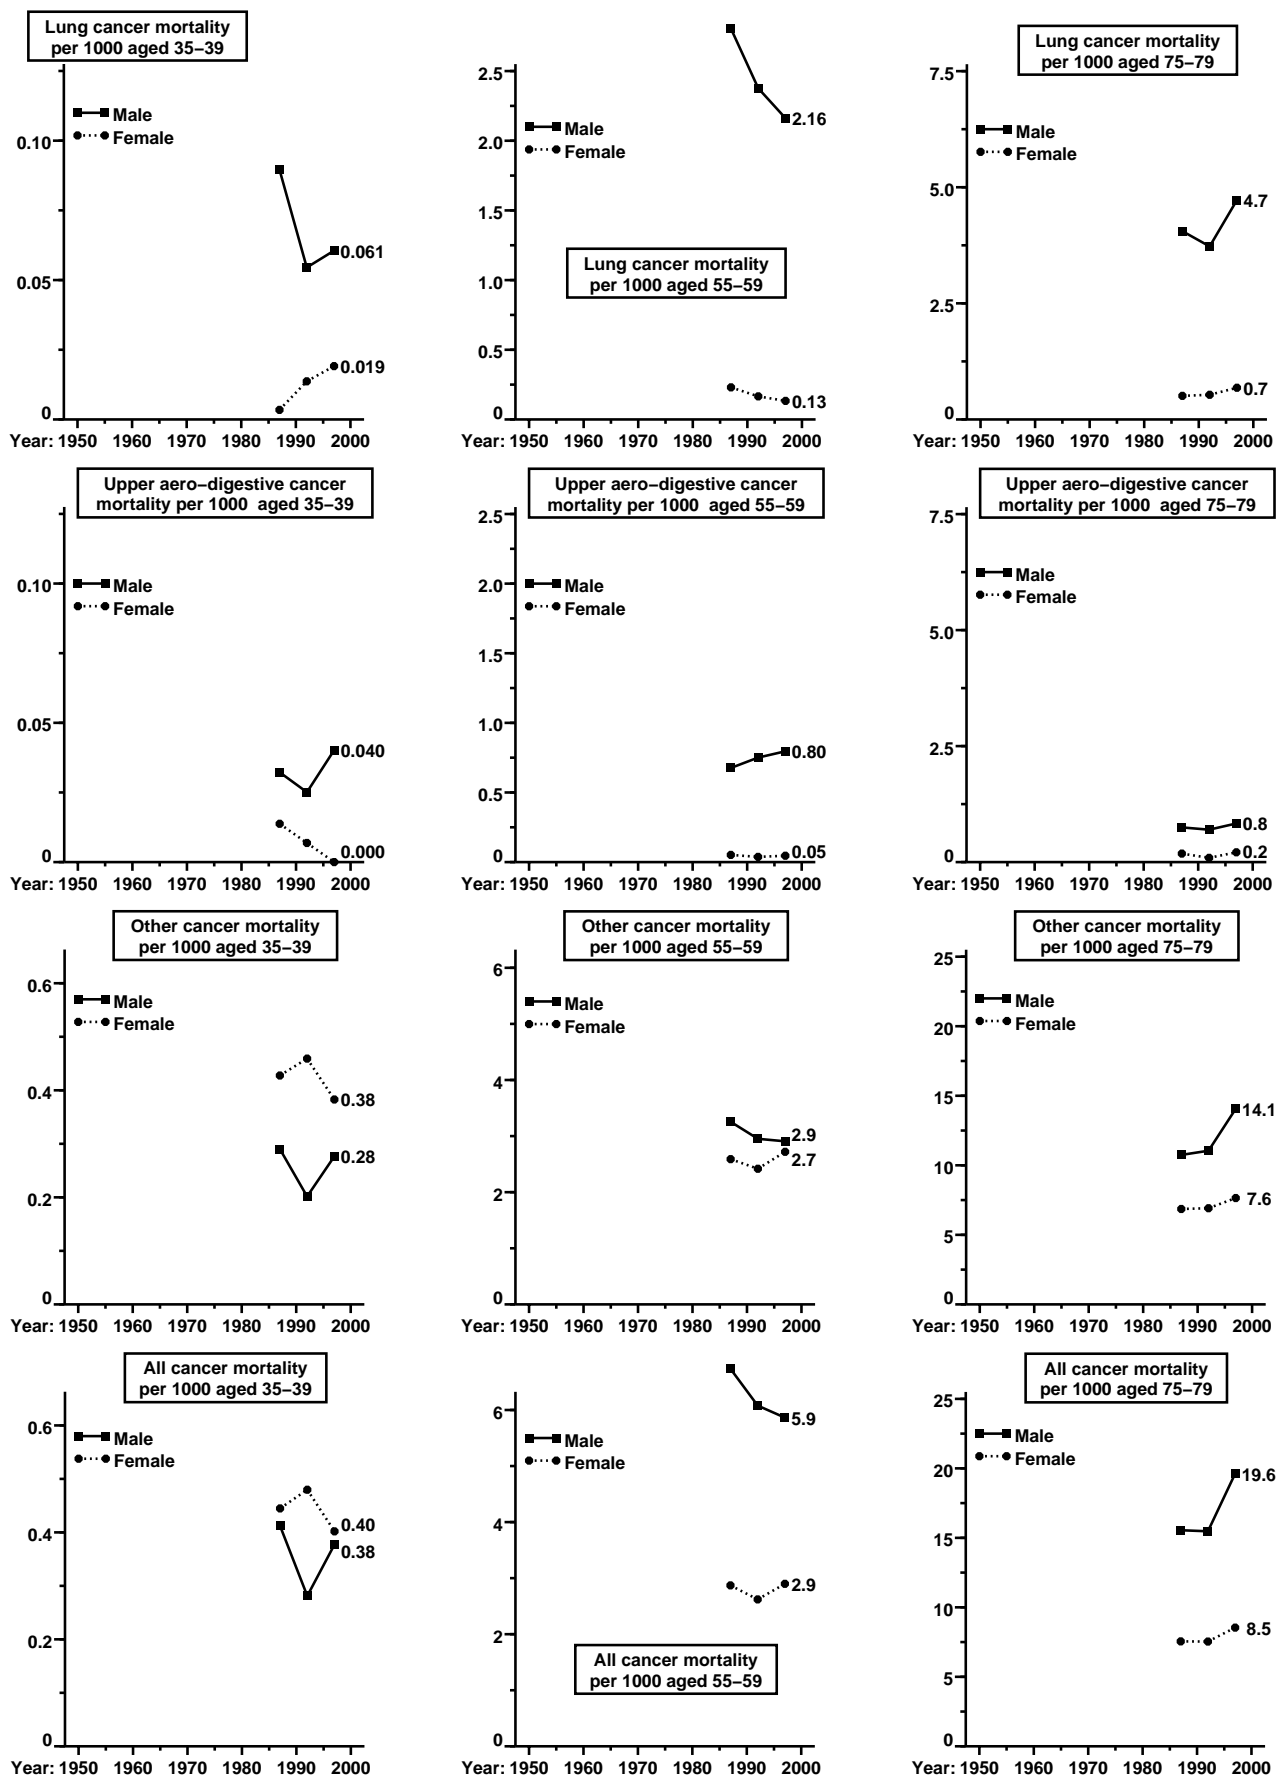 Lung cancer mortality
per 1000 aged 35–39
Male
Female
0.10
0.05
0
0.061
0.019
Year: 1950 1960 1970 1980 1990 2000
2.5
2.0
1.5
1.0
0.5
0
Male
Female
2.16
Lung cancer mortality
per 1000 aged 55–59
0.13
Year: 1950 1960 1970 1980 1990 2000
Lung cancer mortality
per 1000 aged 75–79
7.5
5.0
2.5
0
Male
Female
4.7
0.7
Year: 1950 1960 1970 1980 1990 2000
Upper aero–digestive cancer
mortality per 1000 aged 35–39
0.10
0.05
0
Male
Female
0.040
0.000
Year: 1950 1960 1970 1980 1990 2000
Upper aero–digestive cancer
mortality per 1000 aged 55–59
2.5
2.0
1.5
1.0
0.5
0
Male
Female
0.80
0.05
Year: 1950 1960 1970 1980 1990 2000
Upper aero–digestive cancer
mortality per 1000 aged 75–79
7.5
5.0
2.5
0
Male
Female
0.8
0.2
Year: 1950 1960 1970 1980 1990 2000
Other cancer mortality
per 1000 aged 35–39
0.6
0.4
0.2
0
Male
Female
0.38
0.28
Year: 1950 1960 1970 1980 1990 2000
Other cancer mortality
per 1000 aged 55–59
6
4
2
0
Male
Female
2.9
2.7
Year: 1950 1960 1970 1980 1990 2000
Other cancer mortality
per 1000 aged 75–79
25
20
15
10
5
0
Male
Female
14.1
7.6
Year: 1950 1960 1970 1980 1990 2000
All cancer mortality
per 1000 aged 35–39
0.6
0.4
0.2
0
Male
Female
0.40
0.38
Year: 1950 1960 1970 1980 1990 2000
6
4
2
0
Male
Female
5.9
2.9
All cancer mortality
per 1000 aged 55–59
Year: 1950 1960 1970 1980 1990 2000
All cancer mortality
per 1000 aged 75–79
25
20
15
10
5
0
Male
Female
19.6
8.5
Year: 1950 1960 1970 1980 1990 2000